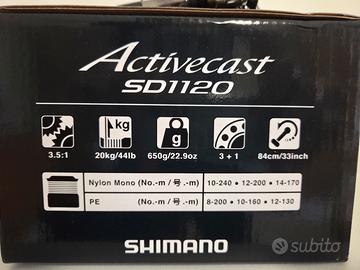 Activecast
SD1120
kg
g
3.5:1
20kg/44lb
650g/22.9oz
3 + 1
84cm/33inch
Nylon Mono (No.-m / 号.-m) 10-240 • 12-200 • 14-170
PE (No.-m / 号.-m) 8-200 • 10-160 • 12-130
SHIMANO
subito